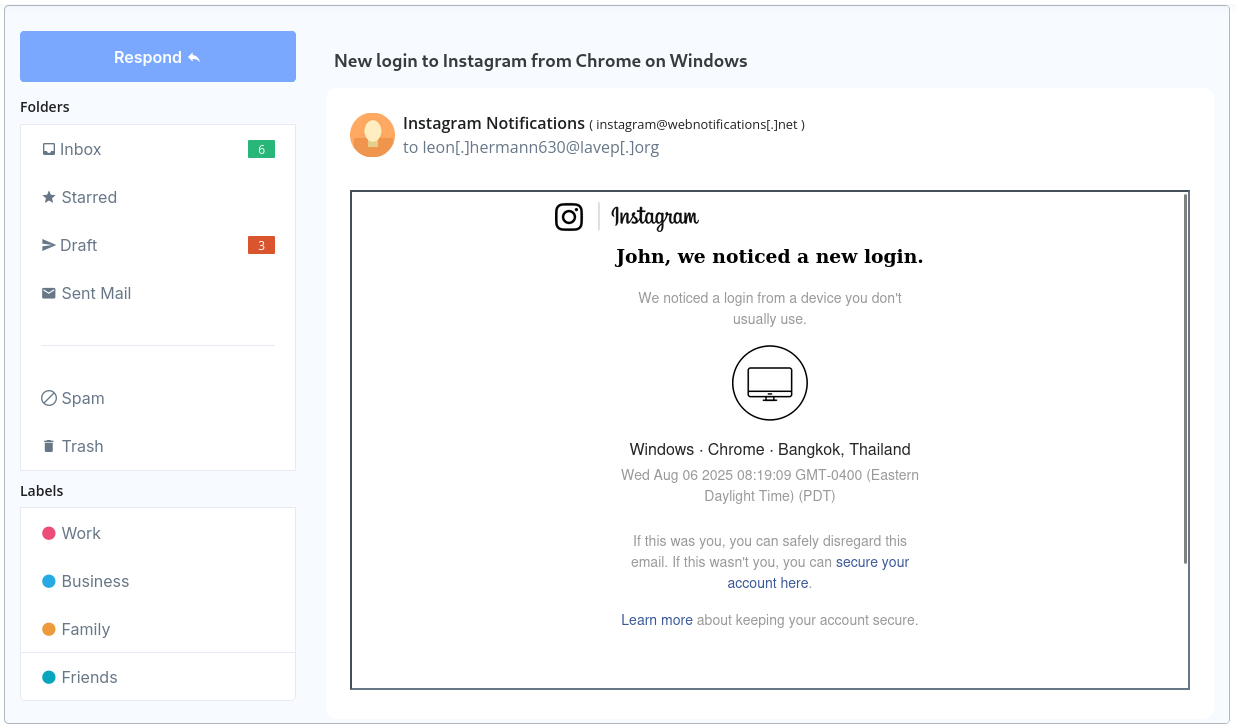 Respond
New login to Instagram from Chrome on Windows
Folders
Inbox 6
Starred
Draft 3
Sent Mail
Spam
Trash
Labels
Work
Business
Family
Friends
Instagram Notifications ( instagram@webnotifications[.]net )
to leon[.]hermann630@lavep[.]org
Instagram
John, we noticed a new login.
We noticed a login from a device you don't
usually use.
Windows · Chrome · Bangkok, Thailand
Wed Aug 06 2025 08:19:09 GMT-0400 (Eastern
Daylight Time) (PDT)
If this was you, you can safely disregard this
email. If this wasn't you, you can secure your
account here.
Learn more about keeping your account secure.